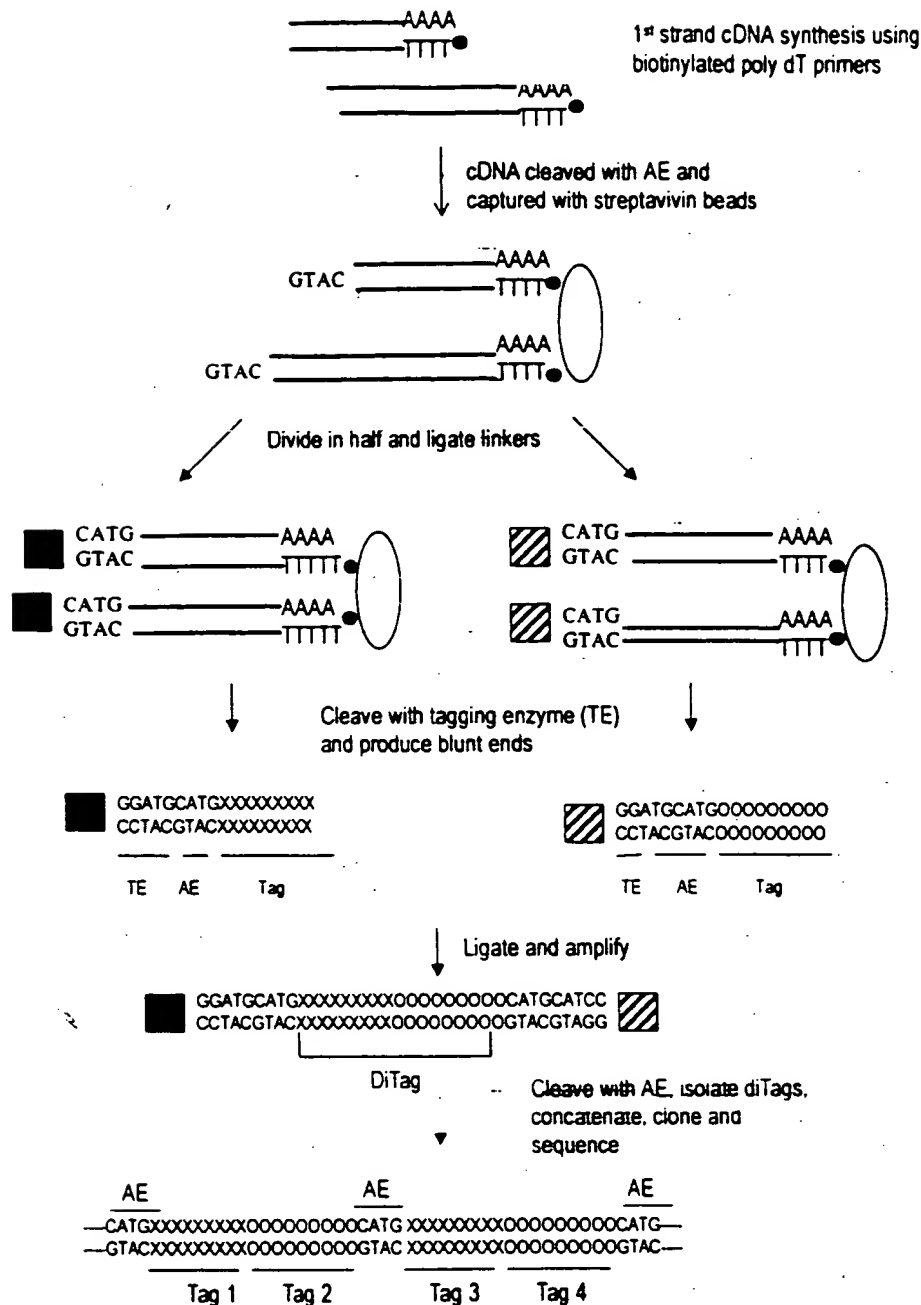 AAAA
TTTT
1st strand cDNA synthesis using
biotinylated poly dT primers
AAAA
TTTT
cDNA cleaved with AE and
captured with streptavivin beads
AAAA
GTAC TTTT
AAAA
GTAC TTTT
Divide in half and ligate linkers
CATG AAAA
GTAC TTTTT
CATG AAAA
GTAC TTTTT
CATG AAAA
GTAC TTTT
CATG AAAA
GTAC TTTT
Cleave with tagging enzyme (TE)
and produce blunt ends
GGATGCATGXXXXXXXXX
CCTACGTACXXXXXXXXX
TE AE Tag
GGATGCATGOOOOOOOOO
CCTACGTACOOOOOOOOO
TE AE Tag
Ligate and amplify
GGATGCATGXXXXXXXXXOOOOOOOOOCATGCATCC
CCTACGTACXXXXXXXXXOOOOOOOOOGTACGTAGG
DiTag
Cleave with AE, isolate diTags,
concatenate, clone and
sequence
AE AE AE
—CATGXXXXXXXXXOOOOOOOOOCATGXXXXXXXXXOOOOOOOOOCATG—
—GTACXXXXXXXXXOOOOOOOOOGTACXXXXXXXXXOOOOOOOOOGTAC—
Tag 1 Tag 2 Tag 3 Tag 4